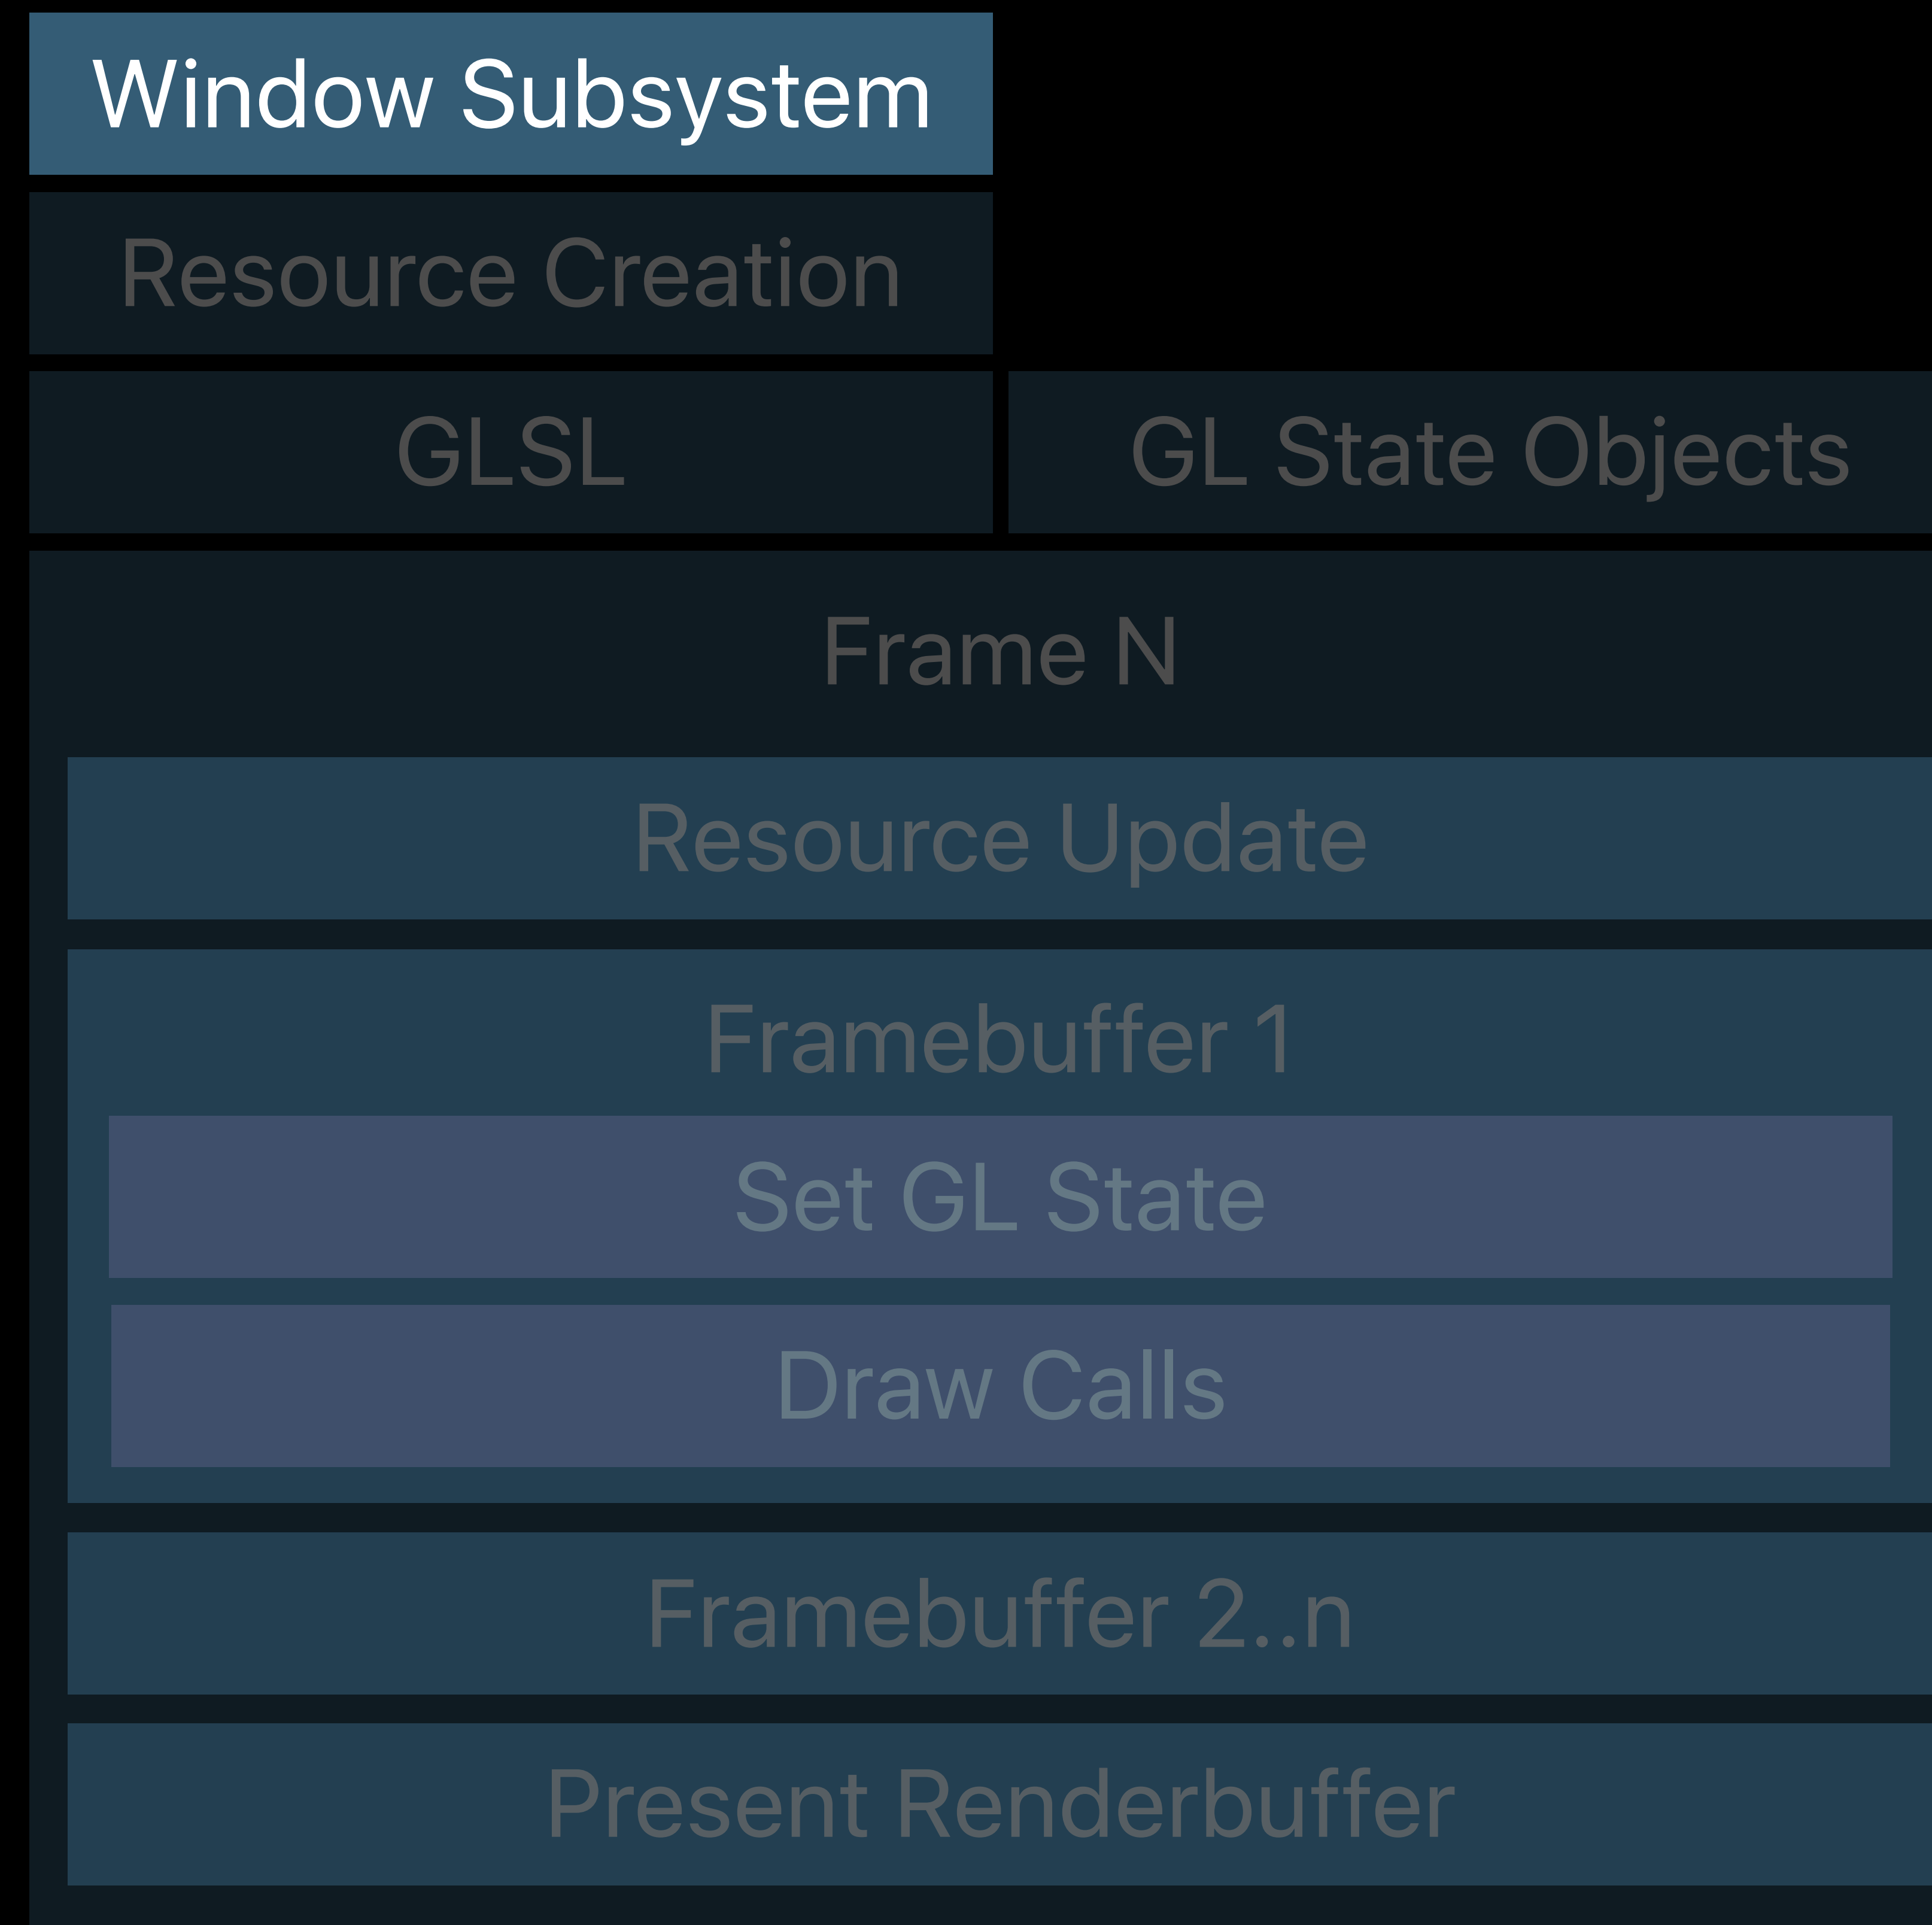 Window Subsystem
Resource Creation
GLSL
GL State Objects
Frame N
Resource Update
Framebuffer 1
Set GL State
Draw Calls
Framebuffer 2..n
Present Renderbuffer